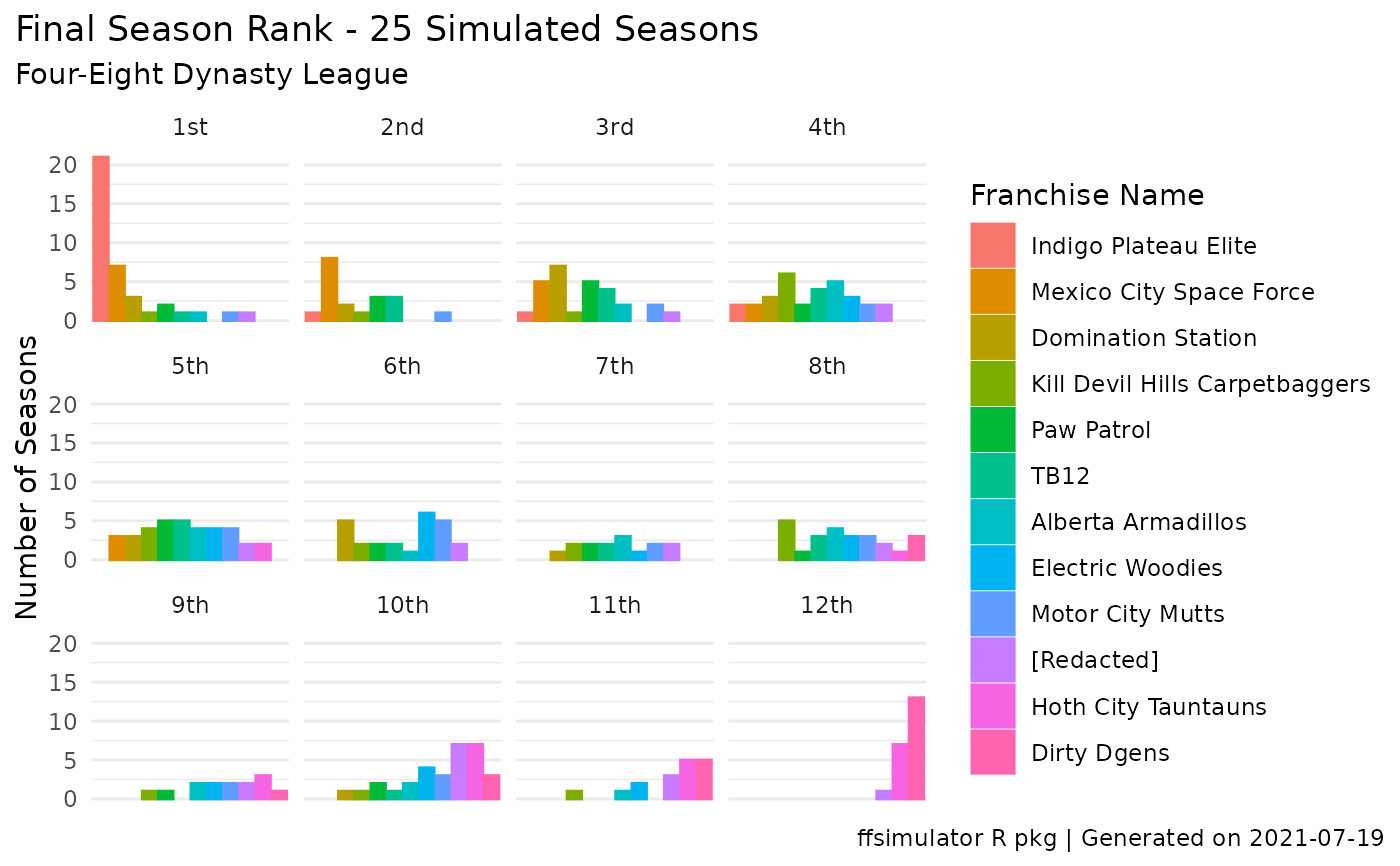 Final Season Rank - 25 Simulated Seasons
Four-Eight Dynasty League
1st 2nd 3rd 4th
20
15
10
5
0
5th 6th 7th 8th
20
15
10
5
0
9th 10th 11th 12th
20
15
10
5
0
Number of Seasons
Franchise Name
Indigo Plateau Elite
Mexico City Space Force
Domination Station
Kill Devil Hills Carpetbaggers
Paw Patrol
TB12
Alberta Armadillos
Electric Woodies
Motor City Mutts
[Redacted]
Hoth City Tauntauns
Dirty Dgens
ffsimulator R pkg | Generated on 2021-07-19